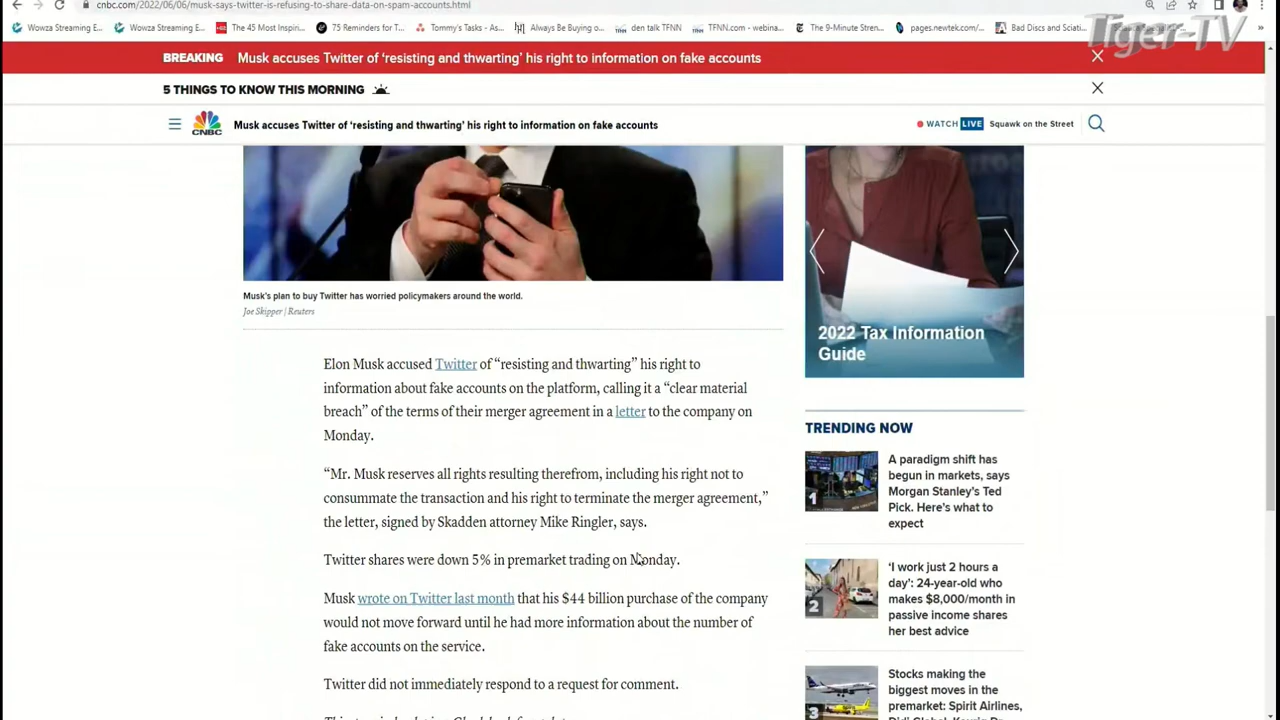 cnbc.com/2022/06/06/musk-says-twitter-is-refusing-to-share-data-on-spam-accounts.html
Wowza Streaming E... Wowza Streaming E... The 45 Most Inspiri... 75 Reminders for T... Tommy's Tasks - As... Always Be Buying o... den talk TFNN TFNN.com - webina... The 9-Minute Stren... pages.newtek.com/... Bad Discs and Sciati...
Tiger-TV
BREAKING Musk accuses Twitter of ‘resisting and thwarting’ his right to information on fake accounts
5 THINGS TO KNOW THIS MORNING
CNBC Musk accuses Twitter of ‘resisting and thwarting’ his right to information on fake accounts WATCH LIVE Squawk on the Street
Musk's plan to buy Twitter has worried policymakers around the world.
Joe Skipper | Reuters
Elon Musk accused Twitter of “resisting and thwarting” his right to
information about fake accounts on the platform, calling it a “clear material
breach” of the terms of their merger agreement in a letter to the company on
Monday.
“Mr. Musk reserves all rights resulting therefrom, including his right not to
consummate the transaction and his right to terminate the merger agreement,”
the letter, signed by Skadden attorney Mike Ringler, says.
Twitter shares were down 5% in premarket trading on Monday.
Musk wrote on Twitter last month that his $44 billion purchase of the company
would not move forward until he had more information about the number of
fake accounts on the service.
Twitter did not immediately respond to a request for comment.
2022 Tax Information
Guide
TRENDING NOW
1
A paradigm shift has
begun in markets, says
Morgan Stanley's Ted
Pick. Here's what to
expect
2
‘I work just 2 hours a
day’: 24-year-old who
makes $8,000/month in
passive income shares
her best advice
3
Stocks making the
biggest moves in the
premarket: Spirit Airlines,